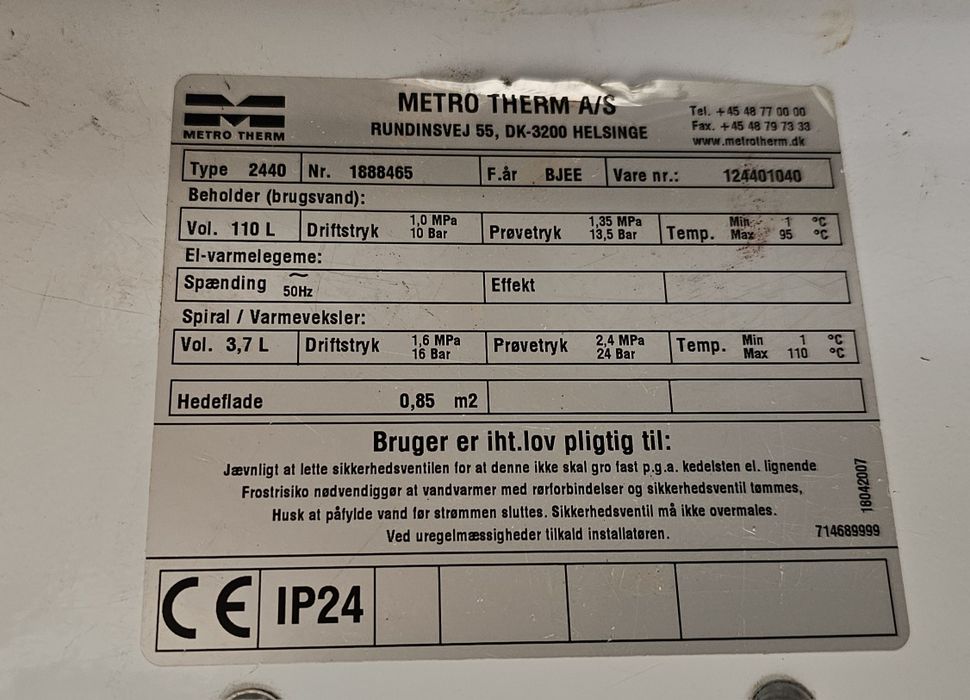 METRO THERM
METRO THERM A/S
RUNDINSVEJ 55, DK-3200 HELSINGE
Tel. +45 48 77 00 00
Fax. +45 48 79 73 33
www.metrotherm.dk
Type 2440 Nr. 1888465 F.år BJEE Vare nr.: 124401040
Beholder (brugsvand):
Vol. 110 L Driftstryk 1,0 MPa 10 Bar Prøvetryk 1,35 MPa 13,5 Bar Temp. Min 1 °C Max 95 °C
El-varmelegeme:
Spænding ~ 50Hz Effekt
Spiral / Varmeveksler:
Vol. 3,7 L Driftstryk 1,6 MPa 16 Bar Prøvetryk 2,4 MPa 24 Bar Temp. Min 1 °C Max 110 °C
Hedeflade 0,85 m2
Bruger er iht.lov pligtig til:
Jævnligt at lette sikkerhedsventilen for at denne ikke skal gro fast p.g.a. kedelsten el. lignende
Frostrisiko nødvendiggør at vandvarmer med rørforbindelser og sikkerhedsventil tømmes,
Husk at påfylde vand før strømmen sluttes. Sikkerhedsventil må ikke overmales.
Ved uregelmæssigheder tilkald installatøren.
18042007
714689999
CE IP24